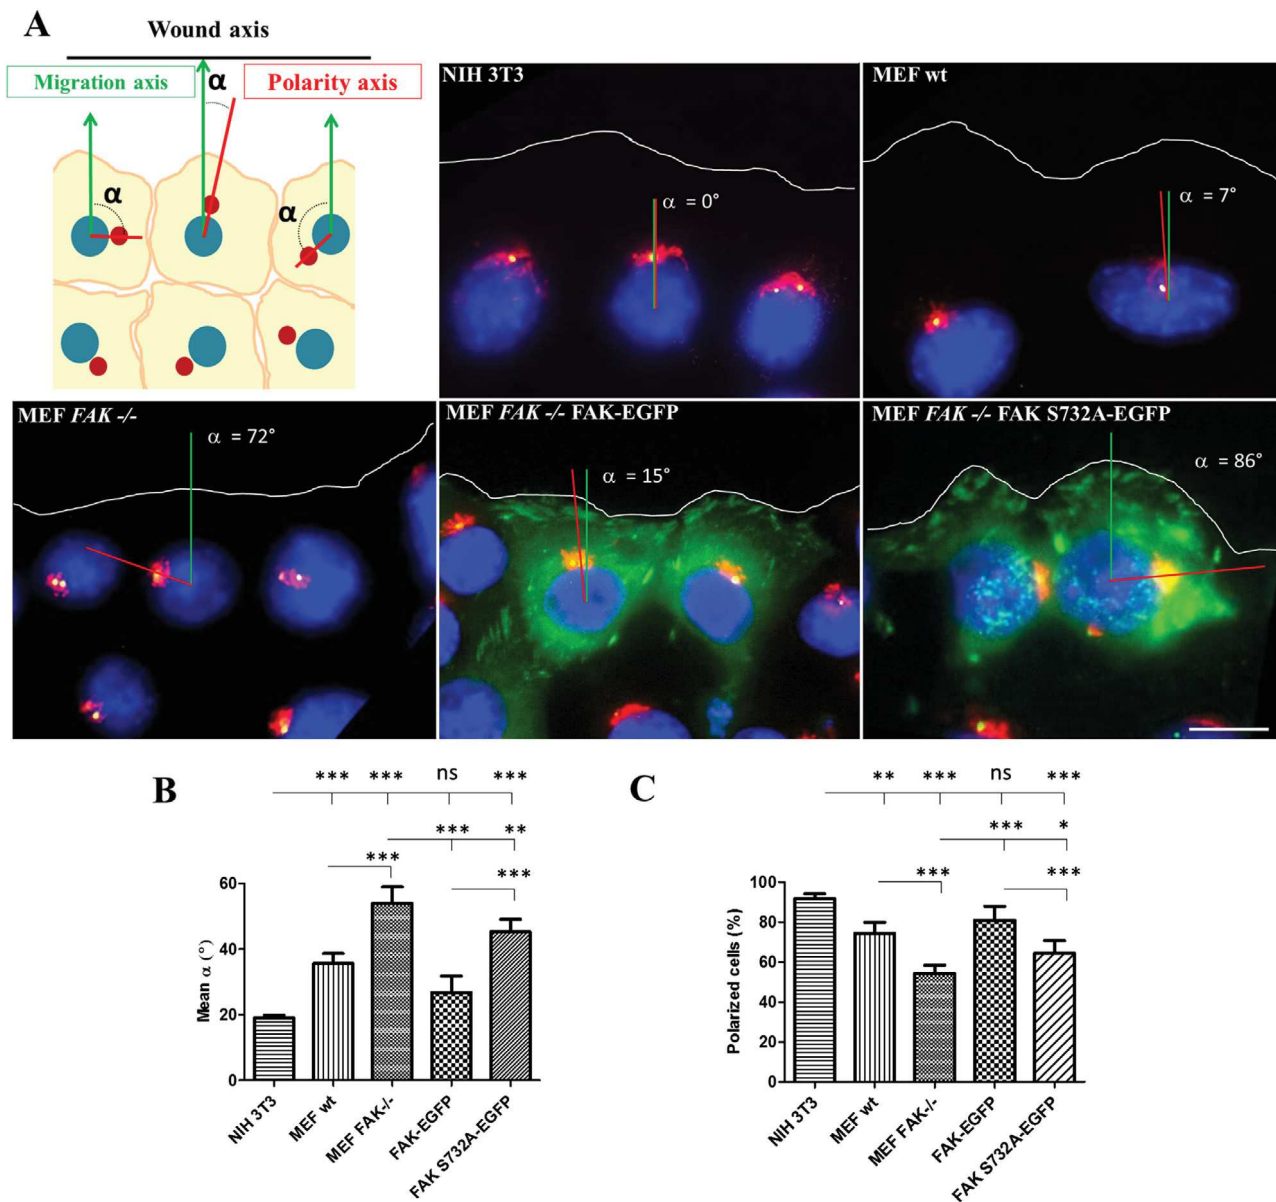 A
Wound axis
Migration axis
α
Polarity axis
α
α
NIH 3T3
α = 0°
MEF wt
α = 7°
MEF FAK -/-
α = 72°
MEF FAK -/- FAK-EGFP
α = 15°
MEF FAK -/- FAK S732A-EGFP
α = 86°
B
*** *** ns ***
*** **
***
***
60
40
20
0
Mean α (°)
NIH 3T3
MEF wt
MEF FAK-/-
FAK-EGFP
FAK S732A-EGFP
C
** *** ns ***
*** *
*** ***
100
80
60
40
20
0
Polarized cells (%)
NIH 3T3
MEF wt
MEF FAK-/-
FAK-EGFP
FAK S732A-EGFP